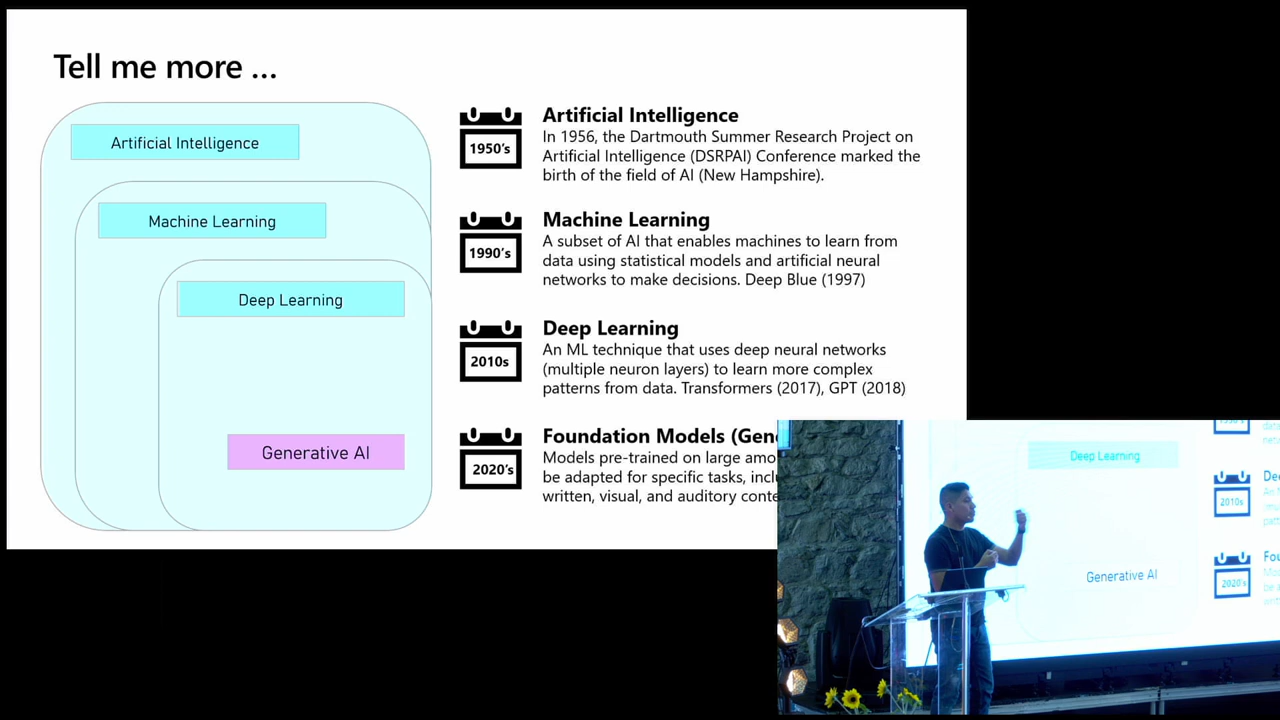 Tell me more ...
Artificial Intelligence
Machine Learning
Deep Learning
Generative AI
1950's
Artificial Intelligence
In 1956, the Dartmouth Summer Research Project on
Artificial Intelligence (DSRPAI) Conference marked the
birth of the field of AI (New Hampshire).
1990's
Machine Learning
A subset of AI that enables machines to learn from
data using statistical models and artificial neural
networks to make decisions. Deep Blue (1997)
2010s
Deep Learning
An ML technique that uses deep neural networks
(multiple neuron layers) to learn more complex
patterns from data. Transformers (2017), GPT (2018)
2020's
Foundation Models (Gen
Models pre-trained on large amo
be adapted for specific tasks, incl
written, visual, and auditory conte
Deep Learning
Generative AI
2010s
2020's